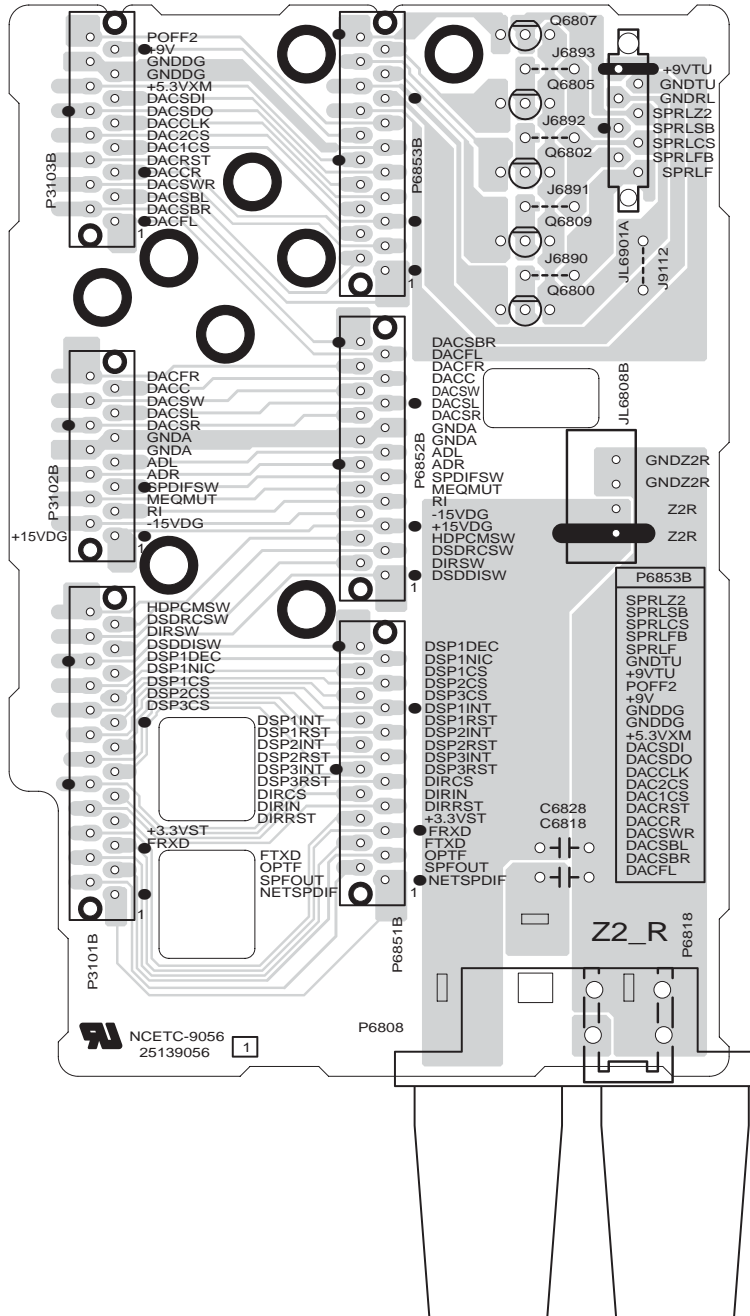 POFF2
+9V
GNDDG
GNDDG
+5.3VXM
DACSDI
DACSDO
DACCLK
DAC2CS
DAC1CS
DACRST
DACCR
DACSWR
DACSBL
DACSBR
DACFL
1
P3103B
P6853B
1
Q6807
J6893
Q6805
J6892
Q6802
J6891
Q6809
J6890
Q6800
+9VTU
GNDTU
GNDRL
SPRLZ2
SPRLSB
SPRLCS
SPRLFB
SPRLF
JL6901A
J9112
DACFR
DACC
DACSW
DACSL
DACSR
GNDA
GNDA
ADL
ADR
SPDIFSW
MEQMUT
RI
-15VDG
+15VDG
1
P3102B
DACSBR
DACFL
DACFR
DACC
DACSW
DACSL
DACSR
GNDA
GNDA
ADL
ADR
SPDIFSW
MEQMUT
RI
-15VDG
+15VDG
HDPCMSW
DSDRCSW
DIRSW
DSDDISW
1
P6852B
JL6808B
GNDZ2R
GNDZ2R
Z2R
Z2R
HDPCMSW
DSDRCSW
DIRSW
DSDDISW
DSP1DEC
DSP1NIC
DSP1CS
DSP2CS
DSP3CS
DSP1INT
DSP1RST
DSP2INT
DSP2RST
DSP3INT
DSP3RST
DIRCS
DIRIN
DIRRST
+3.3VST
FRXD
FTXD
OPTF
SPFOUT
NETSPDIF
1
P3101B
DSP1DEC
DSP1NIC
DSP1CS
DSP2CS
DSP3CS
DSP1INT
DSP1RST
DSP2INT
DSP2RST
DSP3INT
DSP3RST
DIRCS
DIRIN
DIRRST
+3.3VST
FRXD
FTXD
OPTF
SPFOUT
NETSPDIF
1
P6851B
P6853B
SPRLZ2
SPRLSB
SPRLCS
SPRLFB
SPRLF
GNDTU
+9VTU
POFF2
+9V
GNDDG
GNDDG
+5.3VXM
DACSDI
DACSDO
DACCLK
DAC2CS
DAC1CS
DACRST
DACCR
DACSWR
DACSBL
DACSBR
DACFL
C6828
C6818
Z2_R
P6818
P6808
NCETC-9056
25139056
1